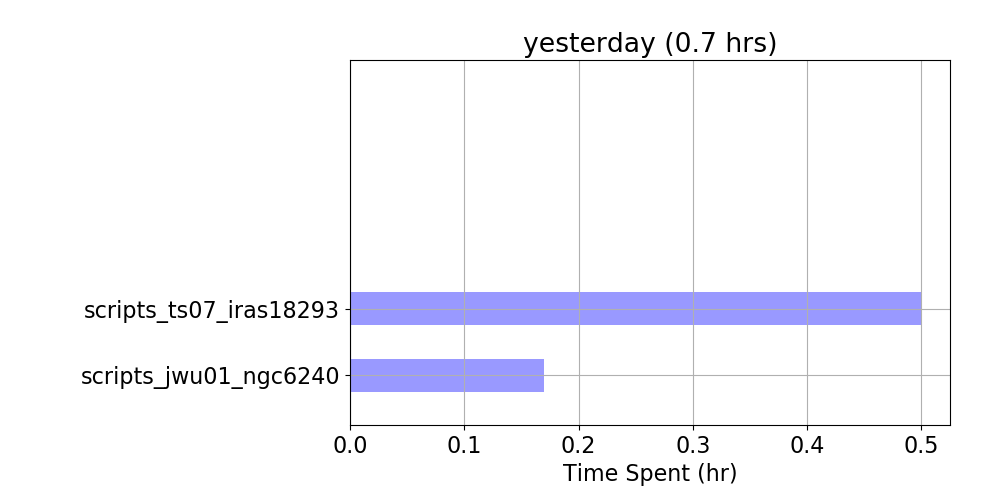 yesterday (0.7 hrs)
scripts_ts07_iras18293
scripts_jwu01_ngc6240
0.0 0.1 0.2 0.3 0.4 0.5
Time Spent (hr)